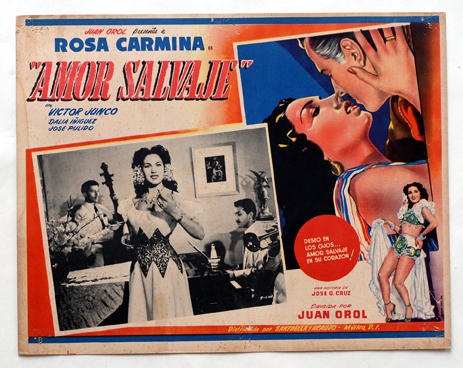 JUAN OROL presenta a
ROSA CARMINA en
"AMOR SALVAJE"
con
VICTOR JUNCO
DALIA IÑIGUEZ
JOSE PULIDO
DESEO EN
LOS OJOS...
AMOR SALVAJE
EN SU CORAZON!
UNA HISTORIA DE
JOSE G. CRUZ
DIRIGIDA POR
JUAN OROL
Distribuida por
México, D. F.